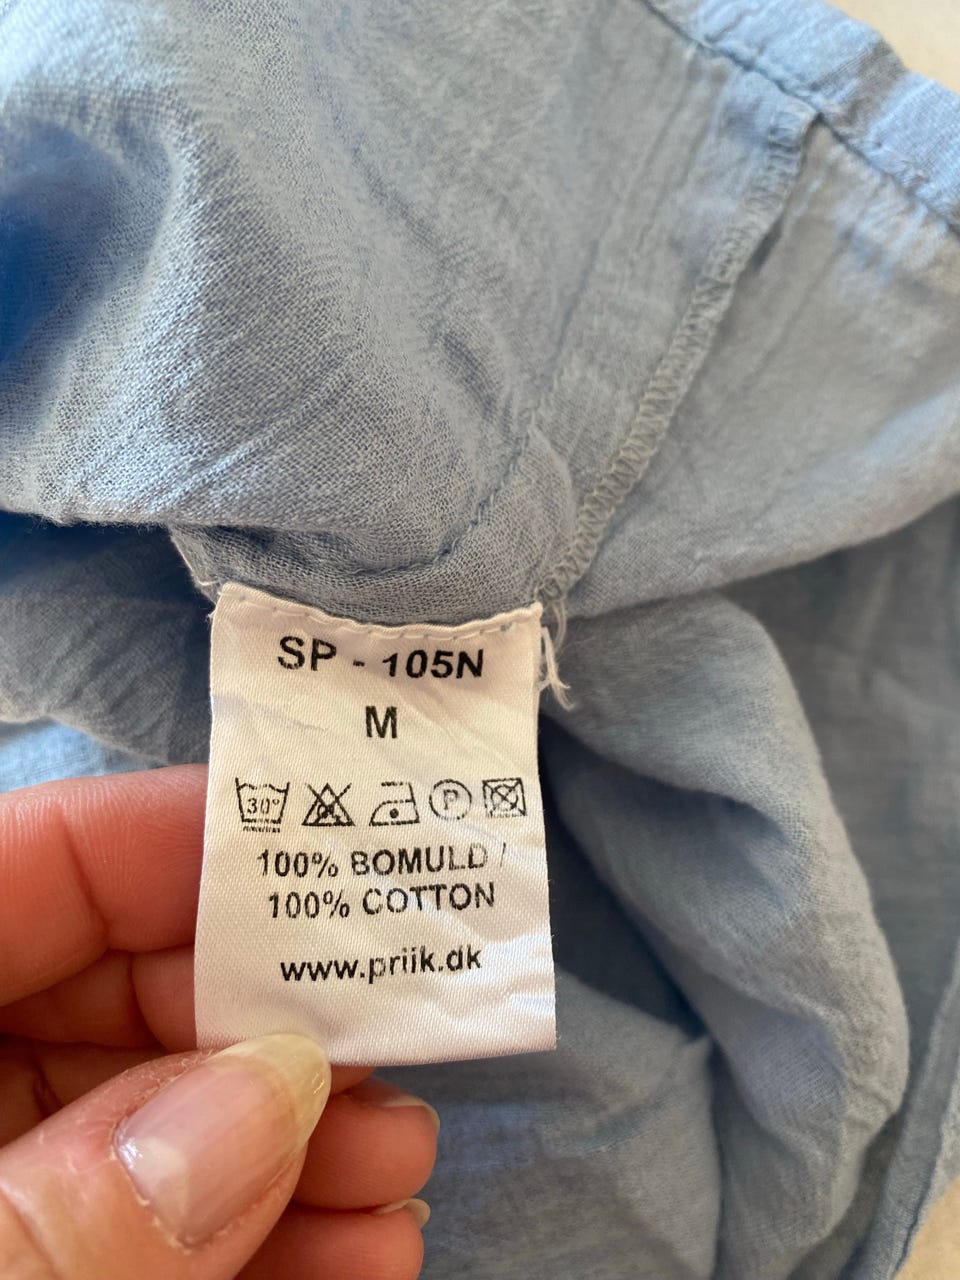 SP - 105N
M
30°
P
100% BOMULD /
100% COTTON
www.priik.dk